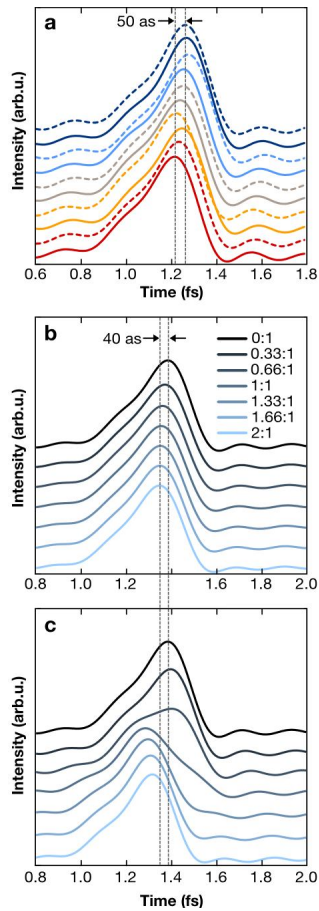 a
50 as
Intensity (arb.u.)
0.6 0.8 1.0 1.2 1.4 1.6 1.8
Time (fs)
b
40 as
0:1
0.33:1
0.66:1
1:1
1.33:1
1.66:1
2:1
Intensity (arb.u.)
0.8 1.0 1.2 1.4 1.6 1.8 2.0
c
Intensity (arb.u.)
0.8 1.0 1.2 1.4 1.6 1.8 2.0
Time (fs)